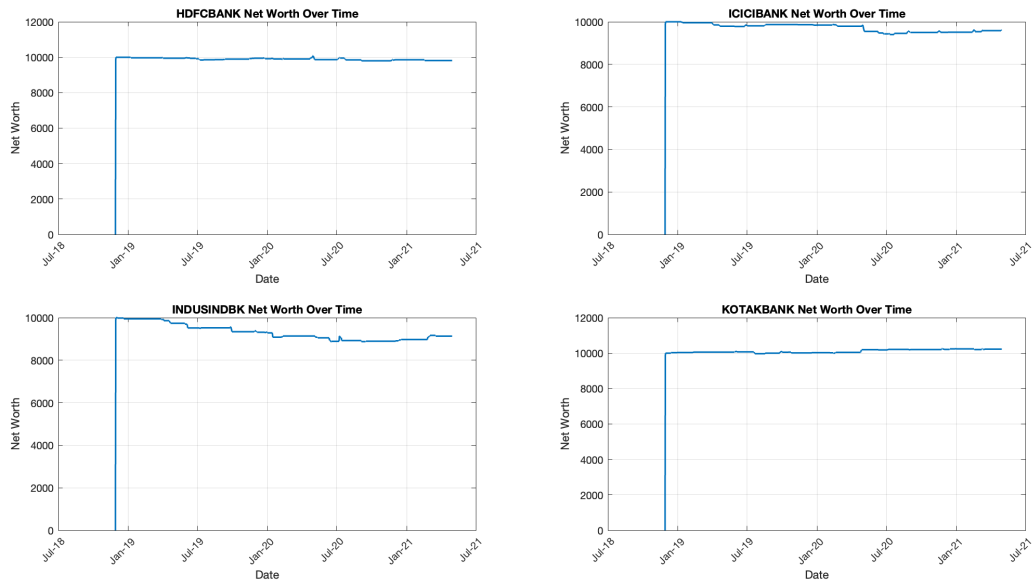 HDFCBANK Net Worth Over Time
12000
10000
8000
6000
4000
2000
0
Net Worth
Jul-18 Jan-19 Jul-19 Jan-20 Jul-20 Jan-21 Jul-21
Date
ICICIBANK Net Worth Over Time
10000
8000
6000
4000
2000
0
Net Worth
Jul-18 Jan-19 Jul-19 Jan-20 Jul-20 Jan-21 Jul-21
Date
INDUSINDBK Net Worth Over Time
10000
8000
6000
4000
2000
0
Net Worth
Jul-18 Jan-19 Jul-19 Jan-20 Jul-20 Jan-21 Jul-21
Date
KOTAKBANK Net Worth Over Time
12000
10000
8000
6000
4000
2000
0
Net Worth
Jul-18 Jan-19 Jul-19 Jan-20 Jul-20 Jan-21 Jul-21
Date